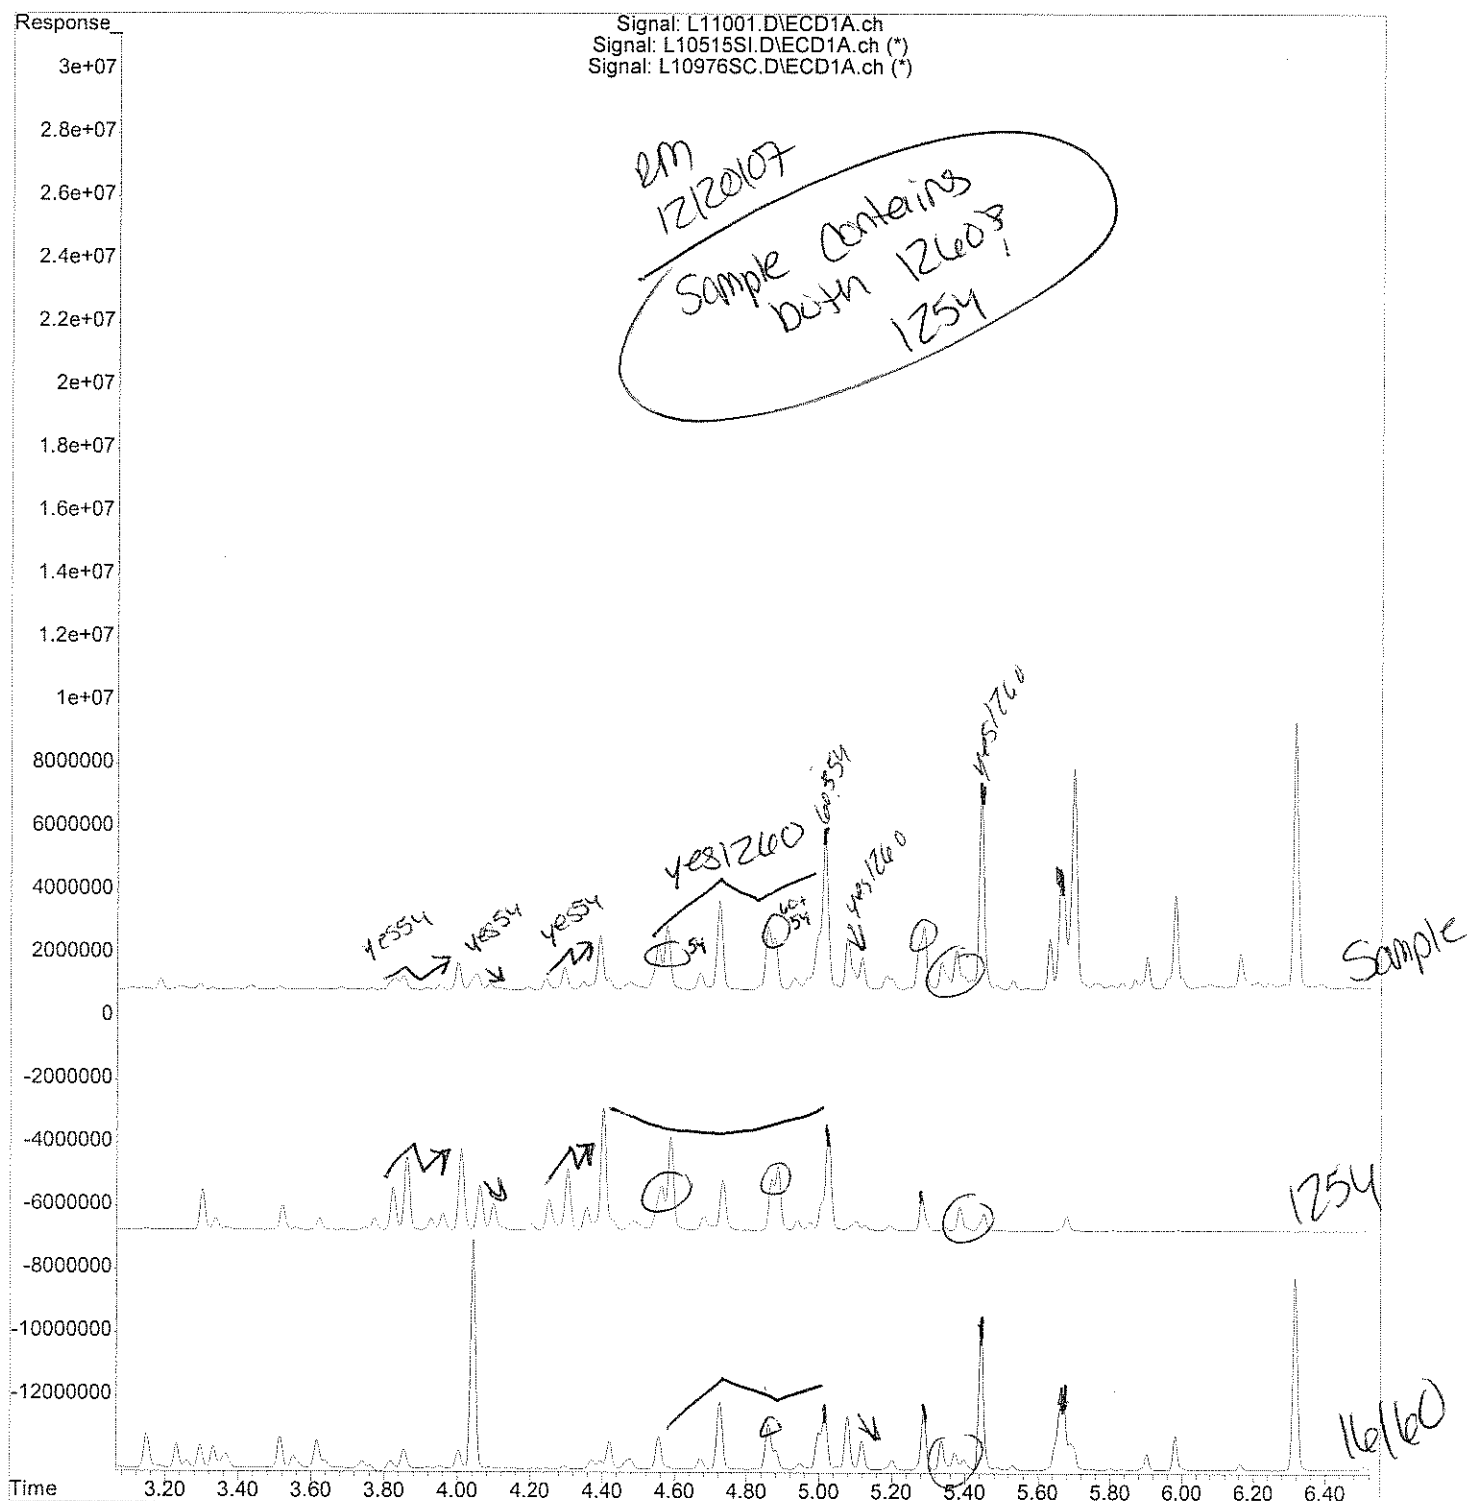 Response_
Signal: L11001.D\ECD1A.ch
Signal: L10515SI.D\ECD1A.ch (*)
Signal: L10976SC.D\ECD1A.ch (*)
3e+07
2.8e+07
2.6e+07
2.4e+07
2.2e+07
2e+07
1.8e+07
1.6e+07
1.4e+07
1.2e+07
1e+07
8000000
6000000
4000000
2000000
0
-2000000
-4000000
-6000000
-8000000
-10000000
-12000000
RM
12/20/07
Sample Contains
both 1260 &
1254
yes54
yes54
yes54
yes1260
54
60+
54
60&54
yes1260
yes1260
Sample
1254
16/60
Time
3.20 3.40 3.60 3.80 4.00 4.20 4.40 4.60 4.80 5.00 5.20 5.40 5.60 5.80 6.00 6.20 6.40